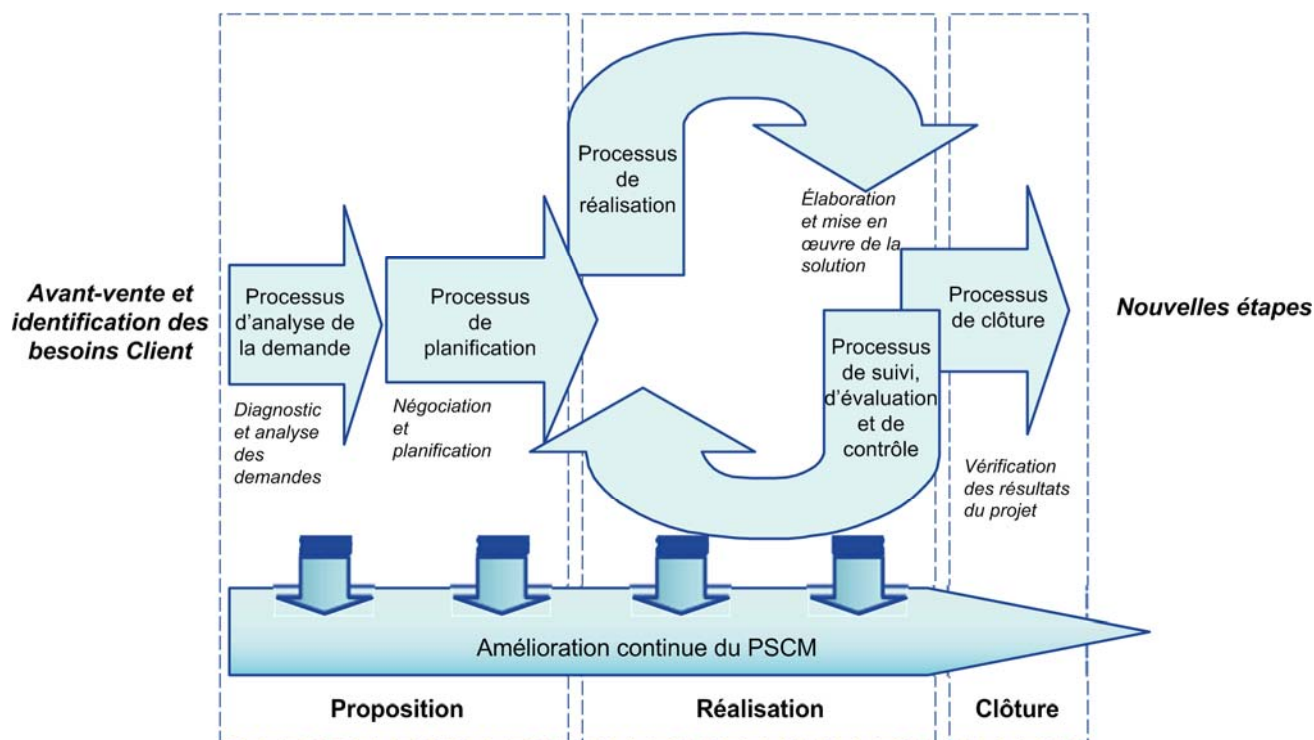 Avant-vente et
identification des
besoins Client
Processus
d’analyse de
la demande
Diagnostic
et analyse
des
demandes
Processus
de
planification
Négociation
et
planification
Processus
de
réalisation
Élaboration
et mise en
œuvre de la
solution
Processus
de suivi,
d’évaluation
et de
contrôle
Processus
de clôture
Vérification
des résultats
du projet
Nouvelles étapes
Amélioration continue du PSCM
Proposition
Réalisation
Clôture